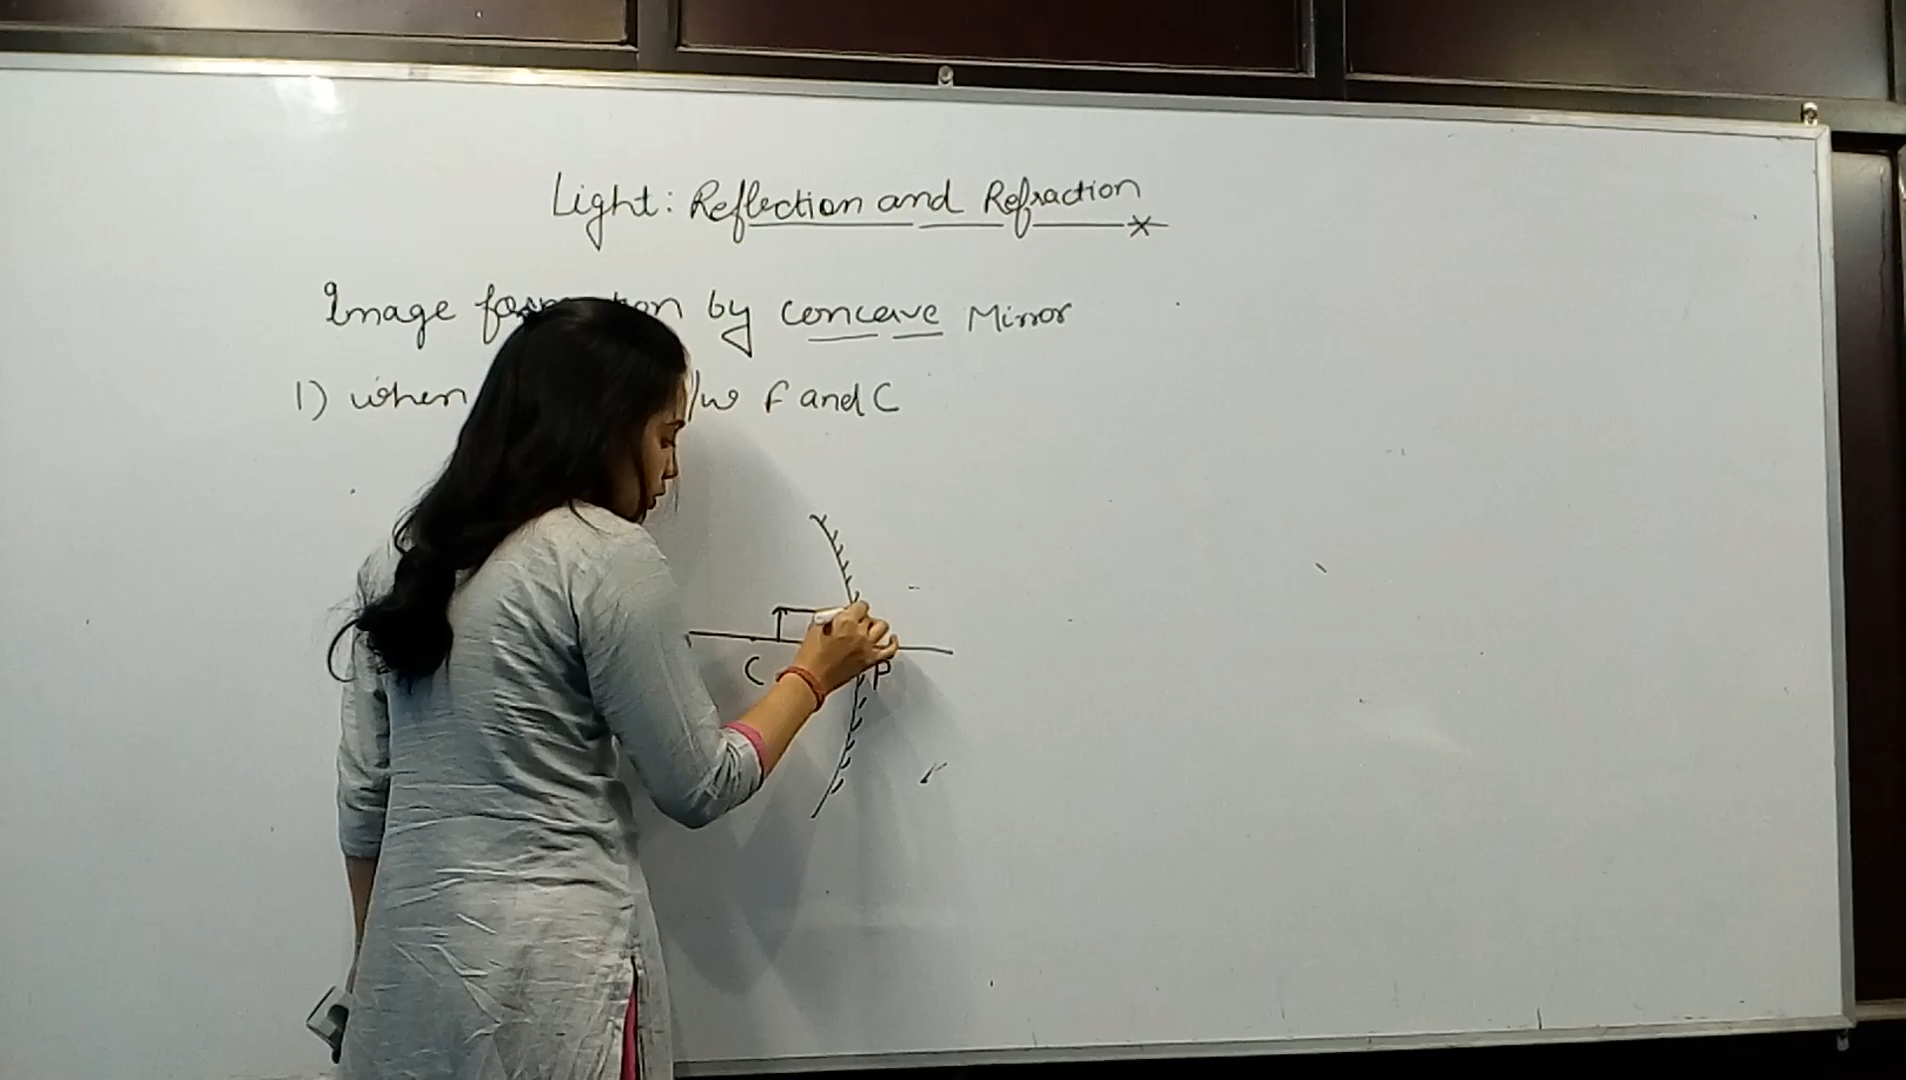 Light: Reflection and Refraction
Image by concave Mirror
1) when /w F and C
C P